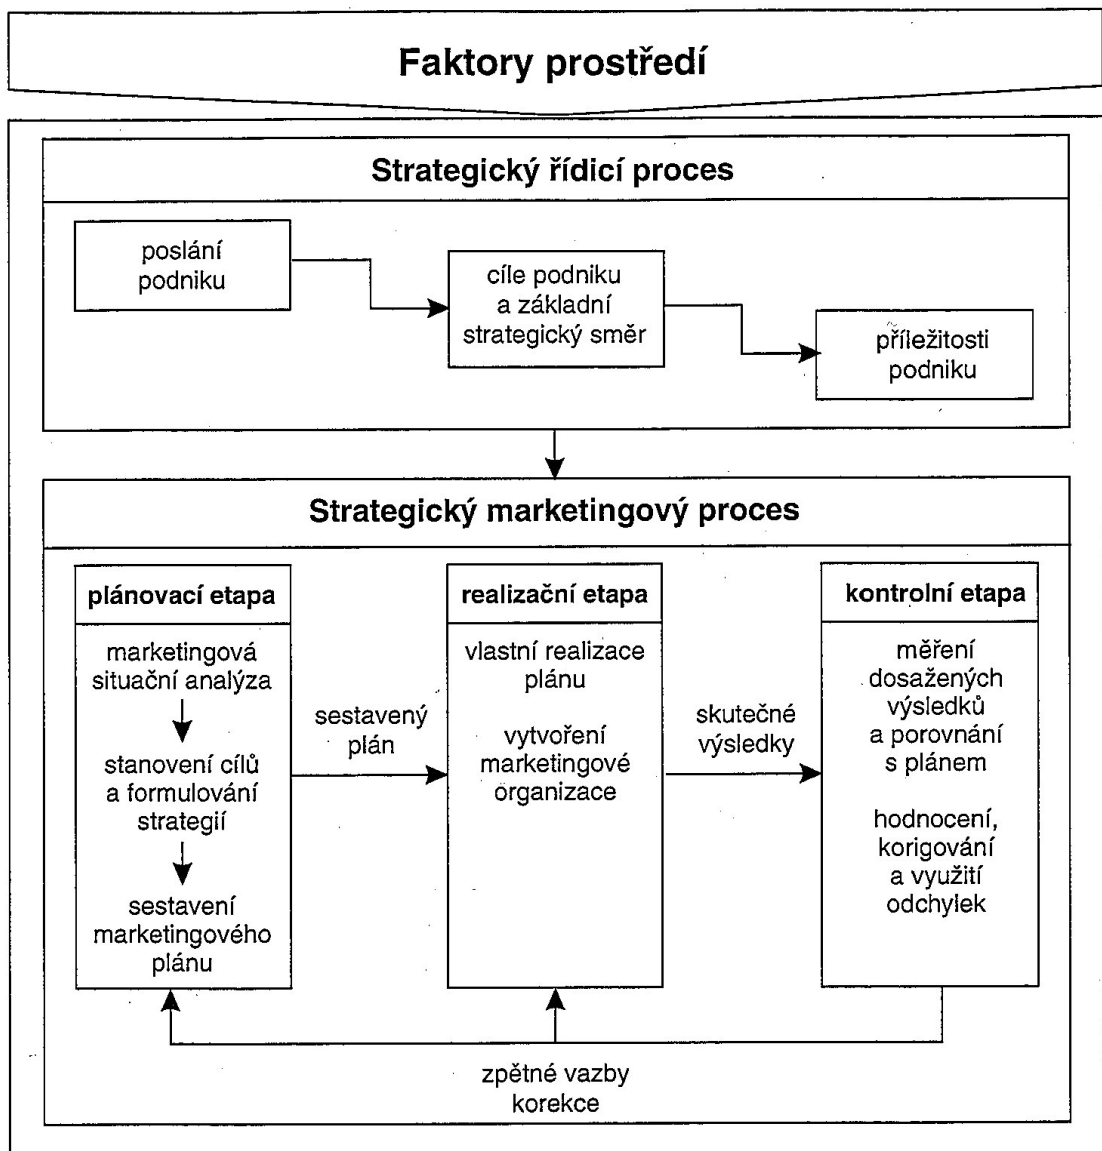 Faktory prostředí
Strategický řídicí proces
poslání
podniku
cíle podniku
a základní
strategický směr
příležitosti
podniku
Strategický marketingový proces
plánovací etapa
marketingová
situační analýza
stanovení cílů
a formulování
strategií
sestavení
marketingového
plánu
sestavený
plán
realizační etapa
vlastní realizace
plánu
vytvoření
marketingové
organizace
skutečné
výsledky
kontrolní etapa
měření
dosažených
výsledků
a porovnání
s plánem
hodnocení,
korigování
a využití
odchylek
zpětné vazby
korekce